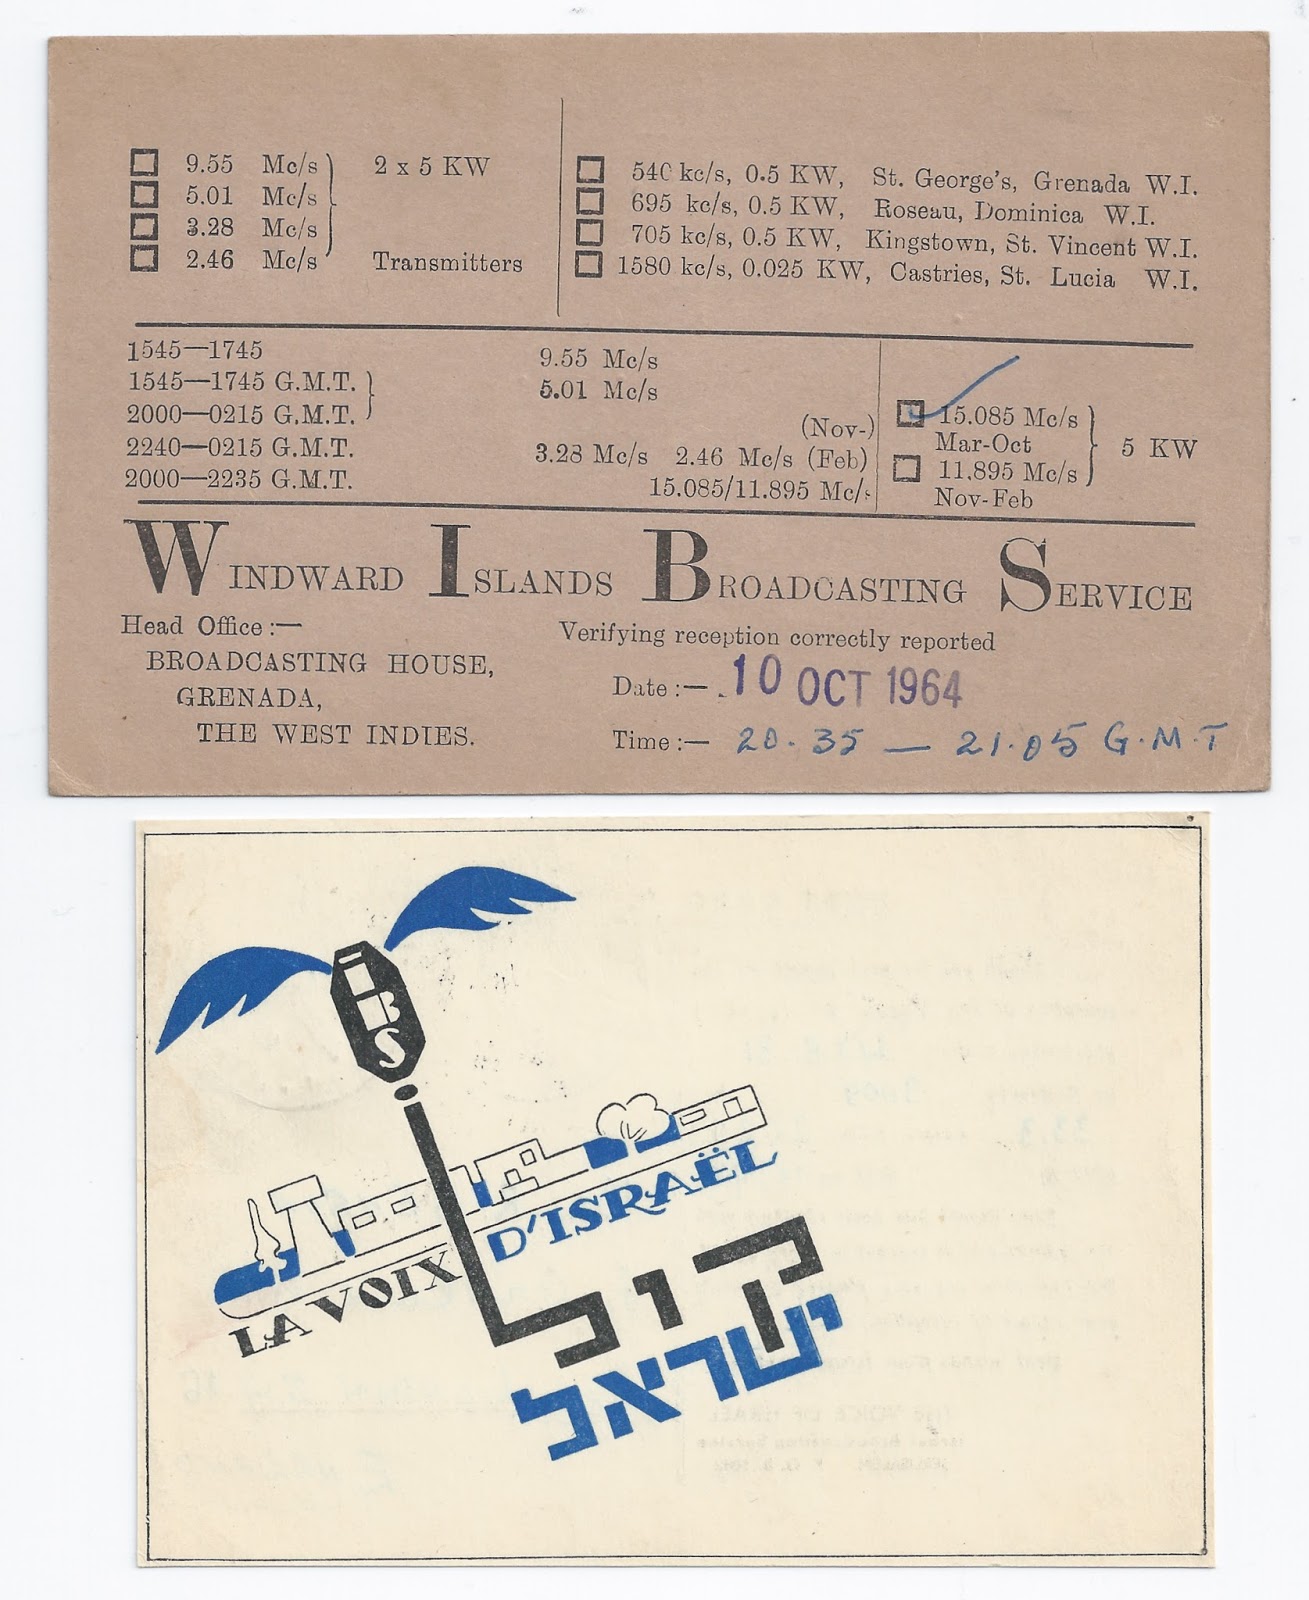 9.55 Mc/s 2 x 5 KW
5.01 Mc/s
3.28 Mc/s
2.46 Mc/s Transmitters
540 kc/s, 0.5 KW, St. George's, Grenada W.I.
695 kc/s, 0.5 KW, Roseau, Dominica W.I.
705 kc/s, 0.5 KW, Kingstown, St. Vincent W.I.
1580 kc/s, 0.025 KW, Castries, St. Lucia W.I.
1545—1745 9.55 Mc/s
1545—1745 G.M.T. 5.01 Mc/s
2000—0215 G.M.T. (Nov-)
2240—0215 G.M.T. 3.28 Mc/s 2.46 Mc/s (Feb)
2000—2235 G.M.T. 15.085/11.895 Mc/s
15.085 Mc/s
Mar-Oct
11.895 Mc/s
Nov-Feb
5 KW
WINDWARD ISLANDS BROADCASTING SERVICE
Head Office :—
BROADCASTING HOUSE,
GRENADA,
THE WEST INDIES.
Verifying reception correctly reported
Date :— 10 OCT 1964
Time :— 20.35 — 21.05 G.M.T
IBS
LA VOIX D'ISRAËL
קול
ישראל